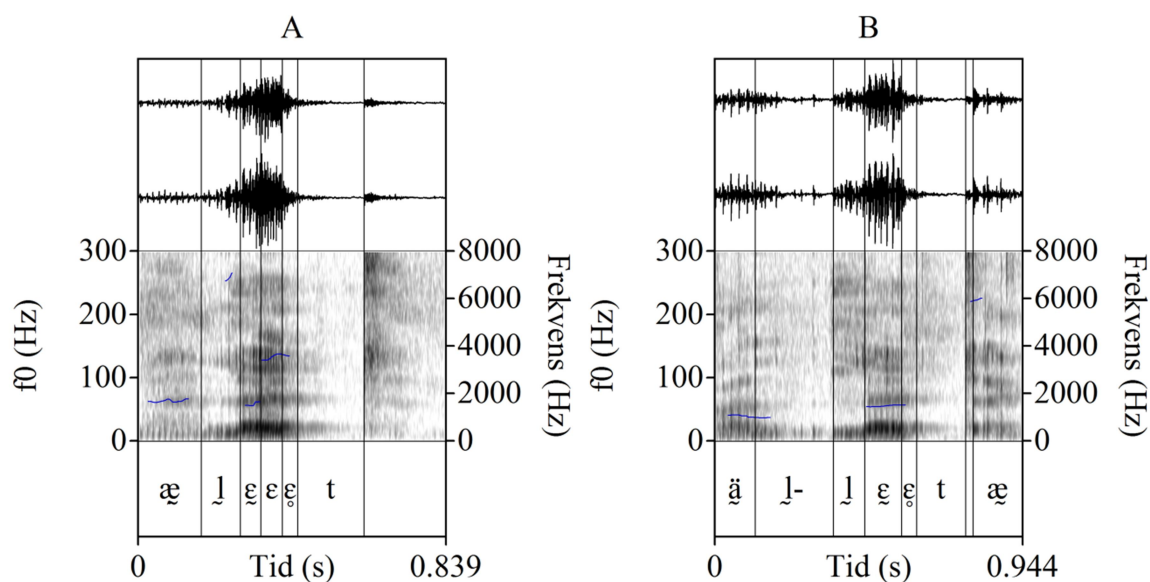 A
B
300
200
100
0
f0 (Hz)
8000
6000
4000
2000
0
Frekvens (Hz)
æ̰ l̰ ɛ̰ ɛ ɛ̥ t
0 Tid (s) 0.839
300
200
100
0
f0 (Hz)
8000
6000
4000
2000
0
Frekvens (Hz)
ä̰ l̰- l̰ ɛ̰ ɛ̥ t æ̰
0 Tid (s) 0.944